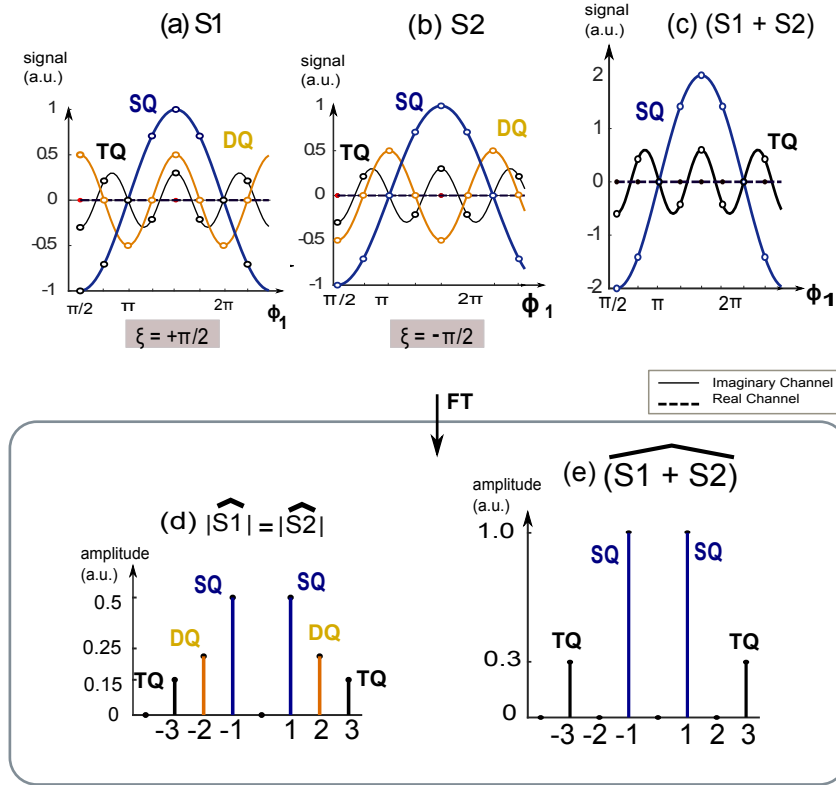 (a) S1
signal
(a.u.)
1
0.5
0
-0.5
-1
SQ
TQ
DQ
π/2
π
2π
ϕ1
ξ = +π/2
(b) S2
signal
(a.u.)
1
0.5
0
-0.5
-1
SQ
TQ
DQ
π/2
π
2π
ϕ1
ξ = -π/2
(c) (S1 + S2)
signal
(a.u.)
2
1
0
-1
-2
SQ
TQ
π/2
π
2π
ϕ1
Imaginary Channel
Real Channel
FT
(d) |S1| = |S2|
amplitude
(a.u.)
0.5
0.25
0.15
0
SQ
SQ
DQ
DQ
TQ
TQ
-3 -2 -1 1 2 3
(e) (S1 + S2)
amplitude
(a.u.)
1.0
0.3
0
SQ
SQ
TQ
TQ
-3 -2 -1 1 2 3